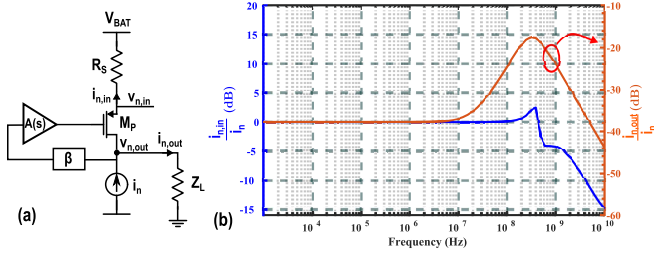 (a)
V_BAT
R_S
i_n,in
v_n,in
A(s)
M_P
v_n,out
i_n,out
β
i_n
Z_L
(b)
i_n,in
i_n
(dB)
15
10
5
0
-5
-10
-15
10^4
10^5
10^6
10^7
10^8
10^9
10^10
Frequency (Hz)
-10
-20
-30
-40
-50
-60
i_n,out
i_n
(dB)